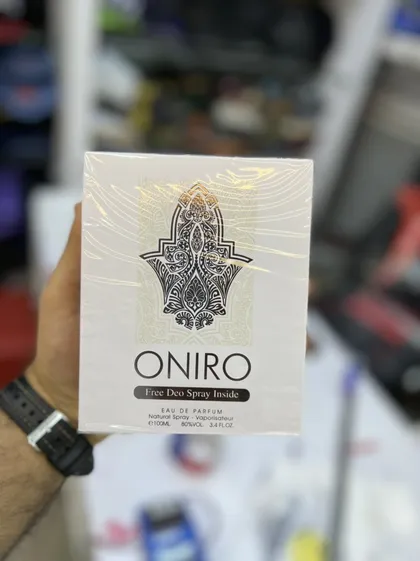 ONIRO
Free Deo Spray Inside
EAU DE PARFUM
Natural Spray - Vaporisateur
℮100ML 80%VOL 3.4 FL.OZ.